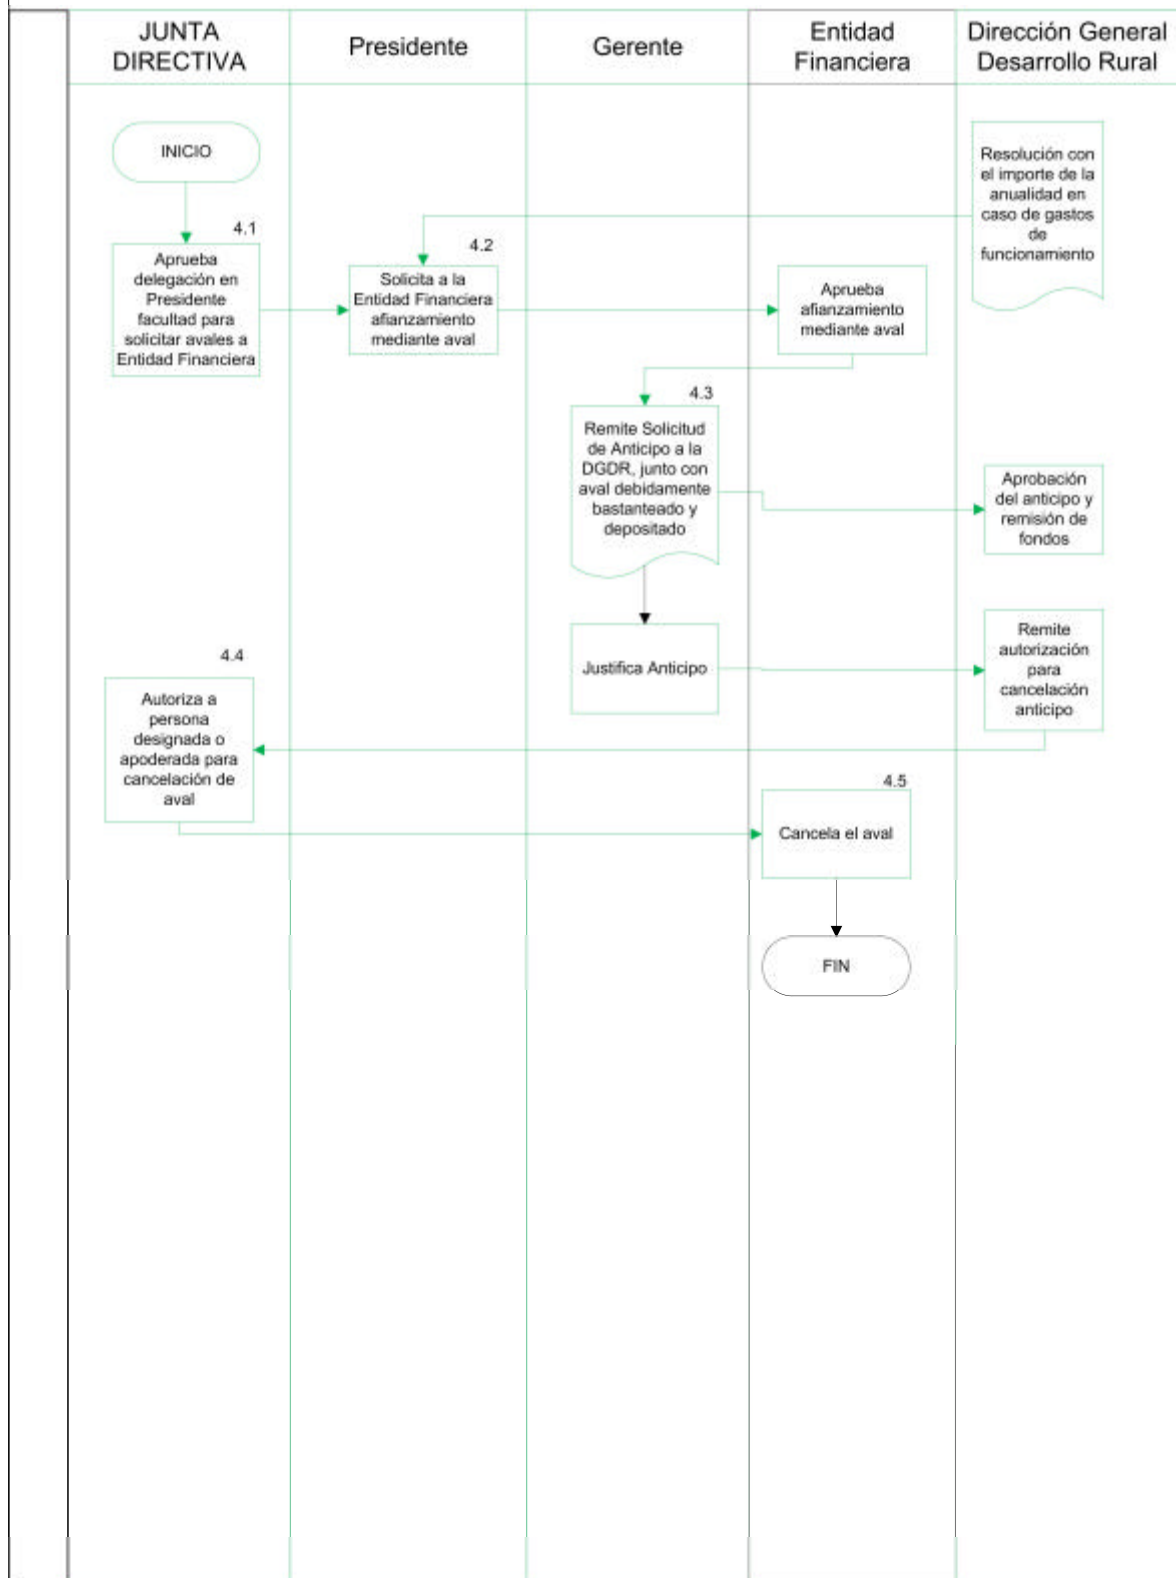 JUNTA
DIRECTIVA
Presidente
Gerente
Entidad
Financiera
Dirección General
Desarrollo Rural
INICIO
Resolución con
el importe de la
anualidad en
caso de gastos
de
funcionamiento
4.1
Aprueba
delegación en
Presidente
facultad para
solicitar avales a
Entidad Financiera
4.2
Solicita a la
Entidad Financiera
afianzamiento
mediante aval
Aprueba
afianzamiento
mediante aval
4.3
Remite Solicitud
de Anticipo a la
DGDR, junto con
aval debidamente
bastanteado y
depositado
Aprobación
del anticipo y
remisión de
fondos
Justifica Anticipo
Remite
autorización
para
cancelación
anticipo
4.4
Autoriza a
persona
designada o
apoderada para
cancelación de
aval
4.5
Cancela el aval
FIN